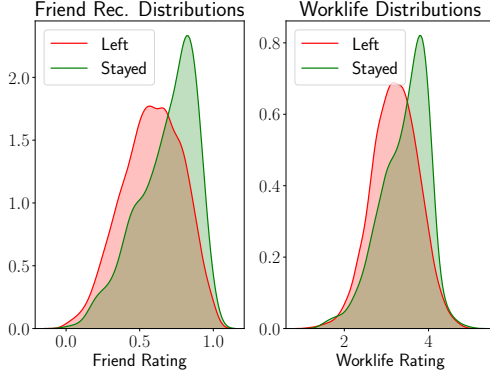 Friend Rec. Distributions
Left
Stayed
2.0
1.5
1.0
0.5
0.0
0.0 0.5 1.0
Friend Rating
Worklife Distributions
Left
Stayed
0.8
0.6
0.4
0.2
0.0
2 4
Worklife Rating